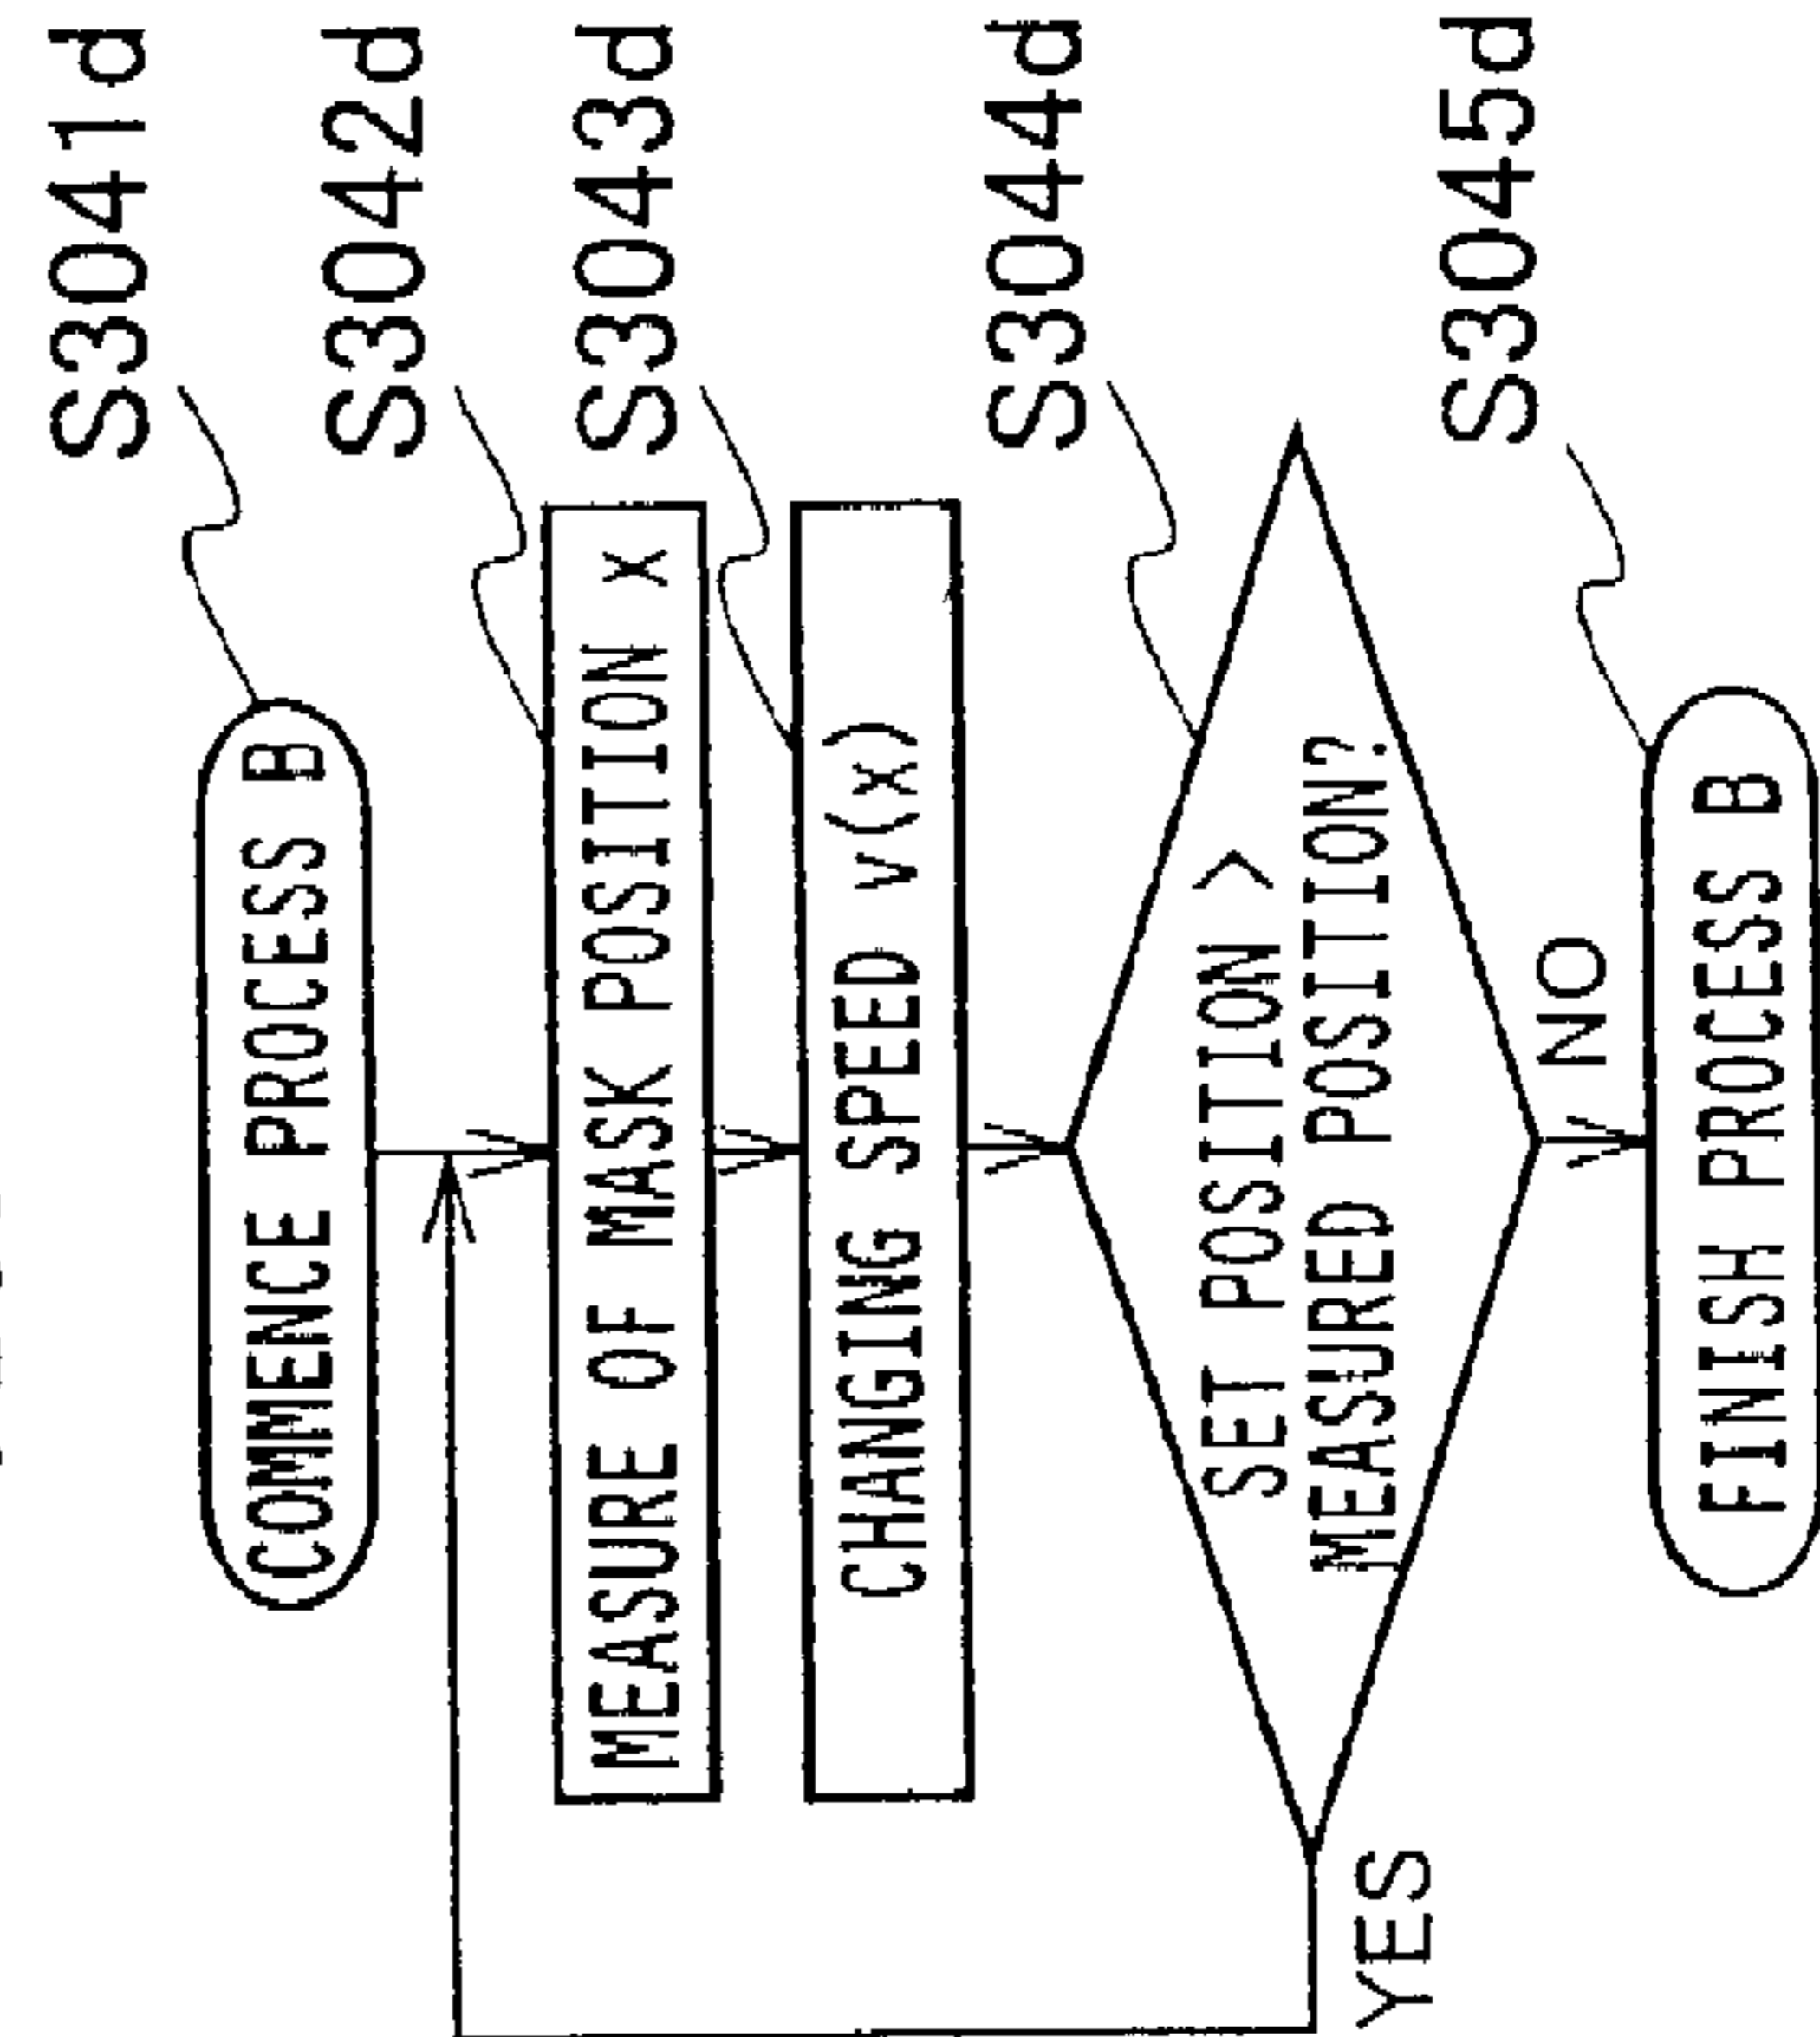 COMMENCE PROCESS B
S3041d
MEASURE OF MASK POSITION x
S3042d
CHANGING SPEED v(x)
S3043d
SET POSITION >
MEASURED POSITION?
S3044d
YES
NO
FINISH PROCESS B
S3045d